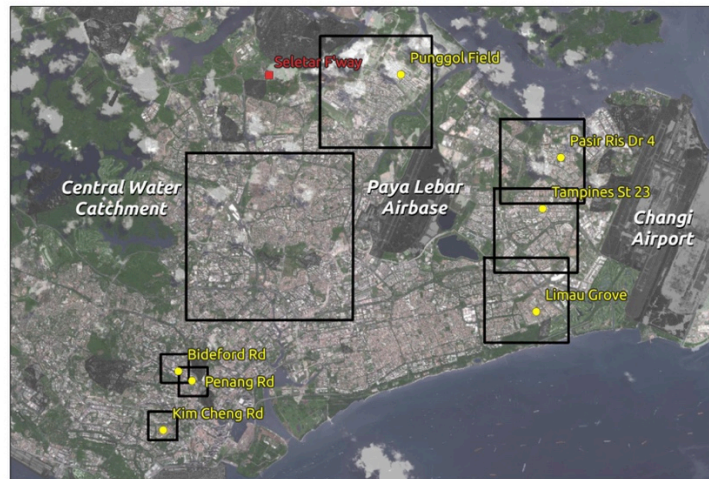 Seletar F'way
Punggol Field
Pasir Ris Dr 4
Central Water
Catchment
Paya Lebar
Airbase
Tampines St 23
Changi
Airport
Limau Grove
Bideford Rd
Penang Rd
Kim Cheng Rd